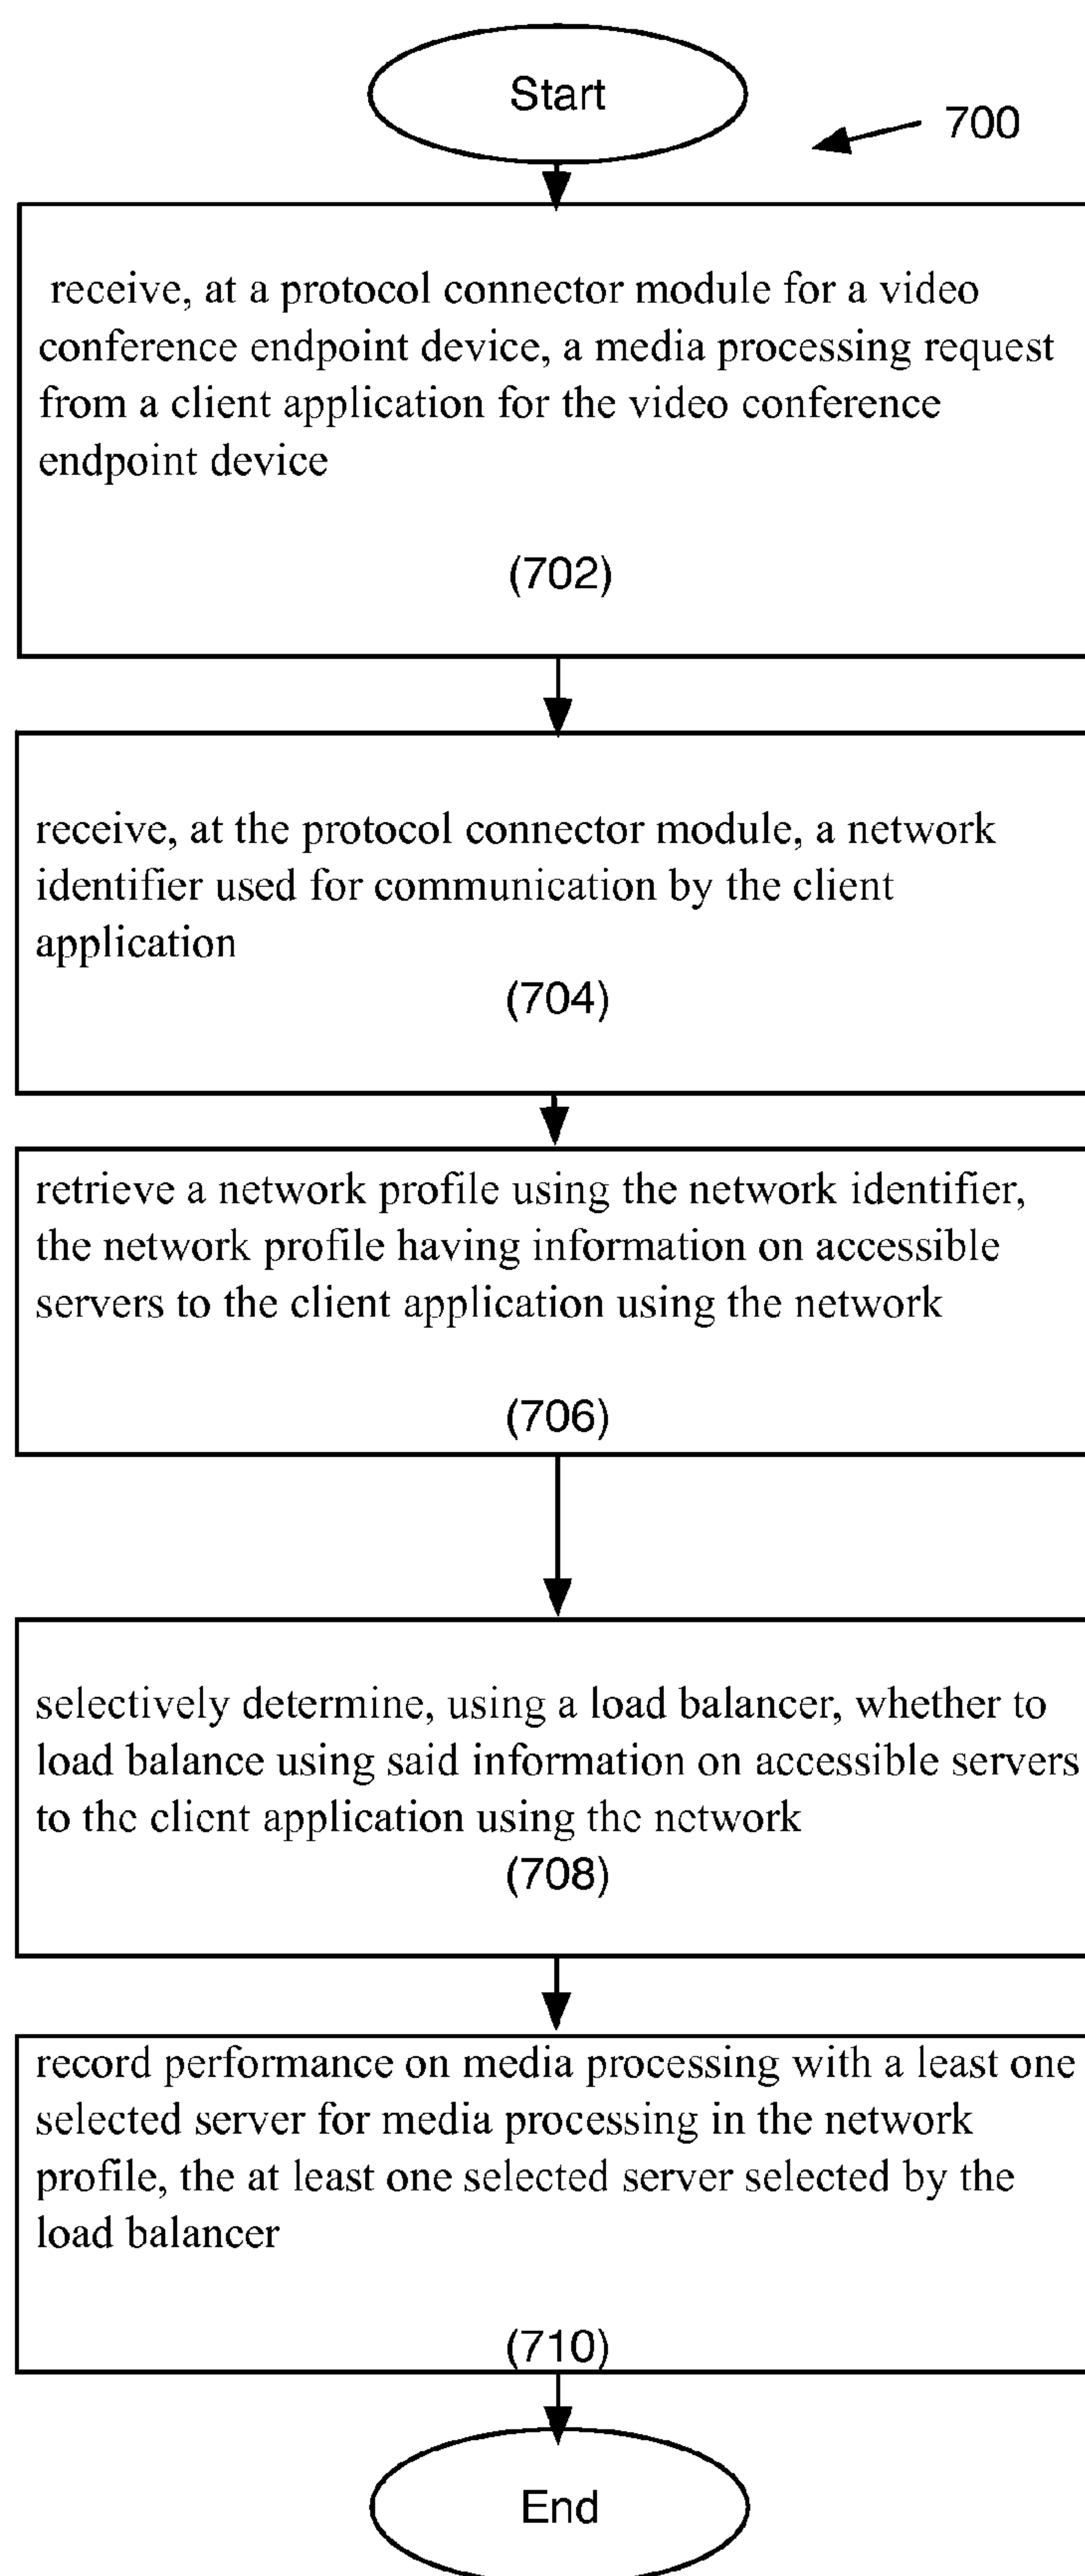 Start
700
receive, at a protocol connector module for a video
conference endpoint device, a media processing request
from a client application for the video conference
endpoint device
(702)
receive, at the protocol connector module, a network
identifier used for communication by the client
application
(704)
retrieve a network profile using the network identifier,
the network profile having information on accessible
servers to the client application using the network
(706)
selectively determine, using a load balancer, whether to
load balance using said information on accessible servers
to the client application using the network
(708)
record performance on media processing with a least one
selected server for media processing in the network
profile, the at least one selected server selected by the
load balancer
(710)
End